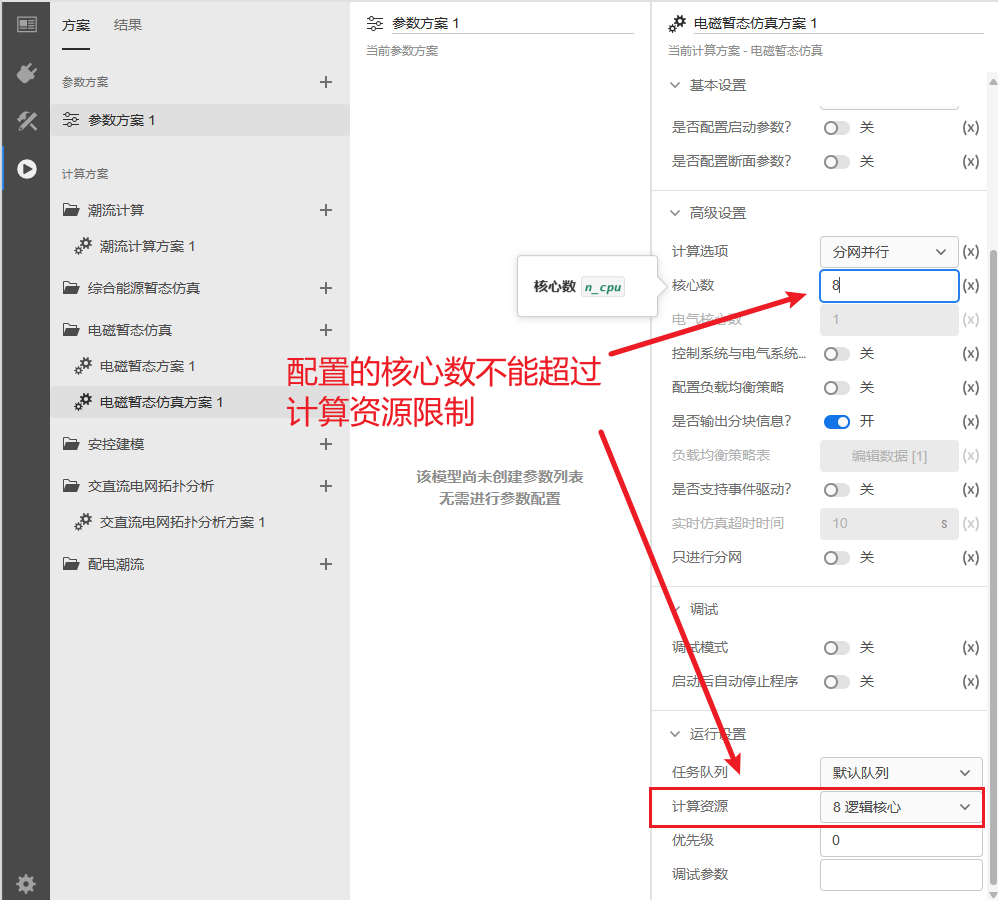 方案 结果
参数方案
参数方案 1
计算方案
潮流计算
潮流计算方案 1
综合能源暂态仿真
电磁暂态仿真
电磁暂态方案 1
电磁暂态仿真方案 1
安控建模
交直流电网拓扑分析
交直流电网拓扑分析方案 1
配电潮流
参数方案 1
当前参数方案
该模型尚未创建参数列表
无需进行参数配置
核心数 n_cpu
配置的核心数不能超过
计算资源限制
电磁暂态仿真方案 1
当前计算方案 - 电磁暂态仿真
基本设置
是否配置启动参数? 关 (x)
是否配置断面参数? 关 (x)
高级设置
计算选项 分网并行 (x)
核心数 8 (x)
电气核心数 1 (x)
控制系统与电气系统... 关 (x)
配置负载均衡策略 关 (x)
是否输出分块信息? 开 (x)
负载均衡策略表 编辑数据 [1] (x)
是否支持事件驱动? 关 (x)
实时仿真超时时间 10 s (x)
只进行分网 关 (x)
调试
调试模式 关 (x)
启动后自动停止程序 关 (x)
运行设置
任务队列 默认队列
计算资源 8 逻辑核心
优先级 0
调试参数